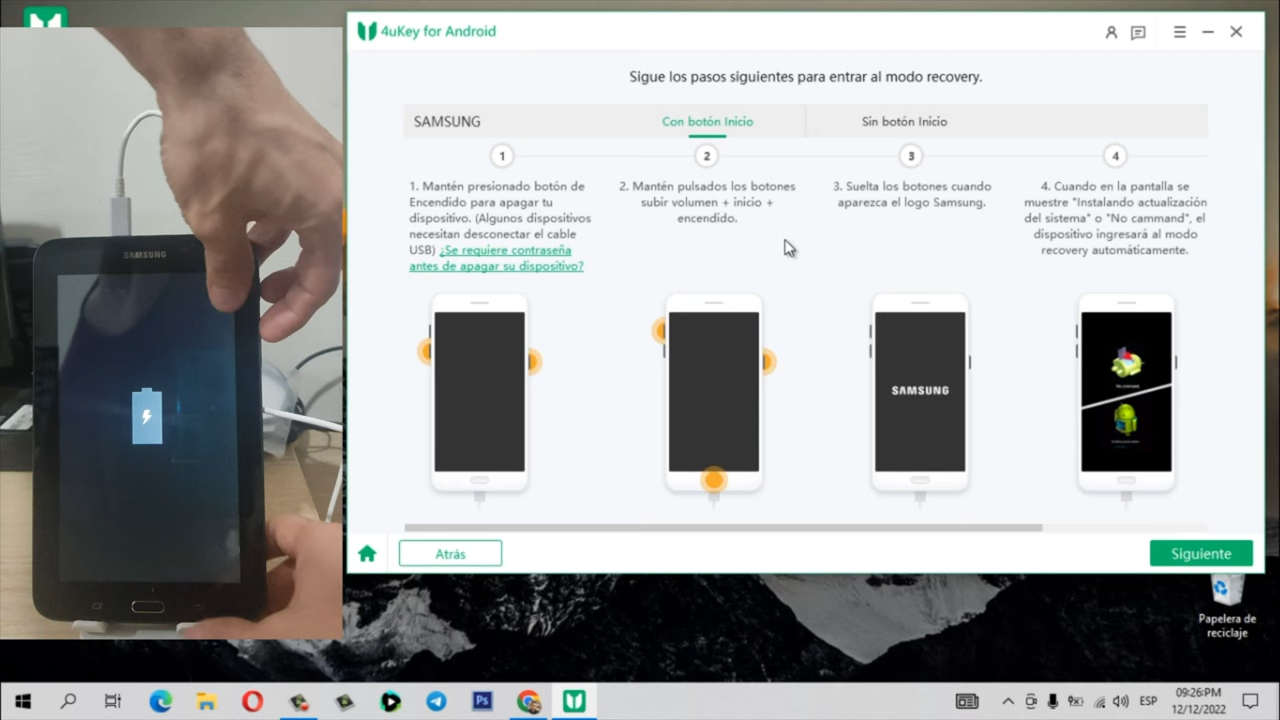 4uKey for Android
Sigue los pasos siguientes para entrar al modo recovery.
SAMSUNG
Con botón Inicio
Sin botón Inicio
1
2
3
4
1. Mantén presionado botón de
Encendido para apagar tu
dispositivo. (Algunos dispositivos
necesitan desconectar el cable
USB) ¿Se requiere contraseña
antes de apagar su dispositivo?
2. Mantén pulsados los botones
subir volumen + inicio +
encendido.
3. Suelta los botones cuando
aparezca el logo Samsung.
4. Cuando en la pantalla se
muestre "Instalando actualización
del sistema" o "No cammand", el
dispositivo ingresará al modo
recovery automáticamente.
SAMSUNG
SAMSUNG
No command.
Atrás
Siguiente
Papelera de
reciclaje
Ps
ESP
09:26:PM
12/12/2022